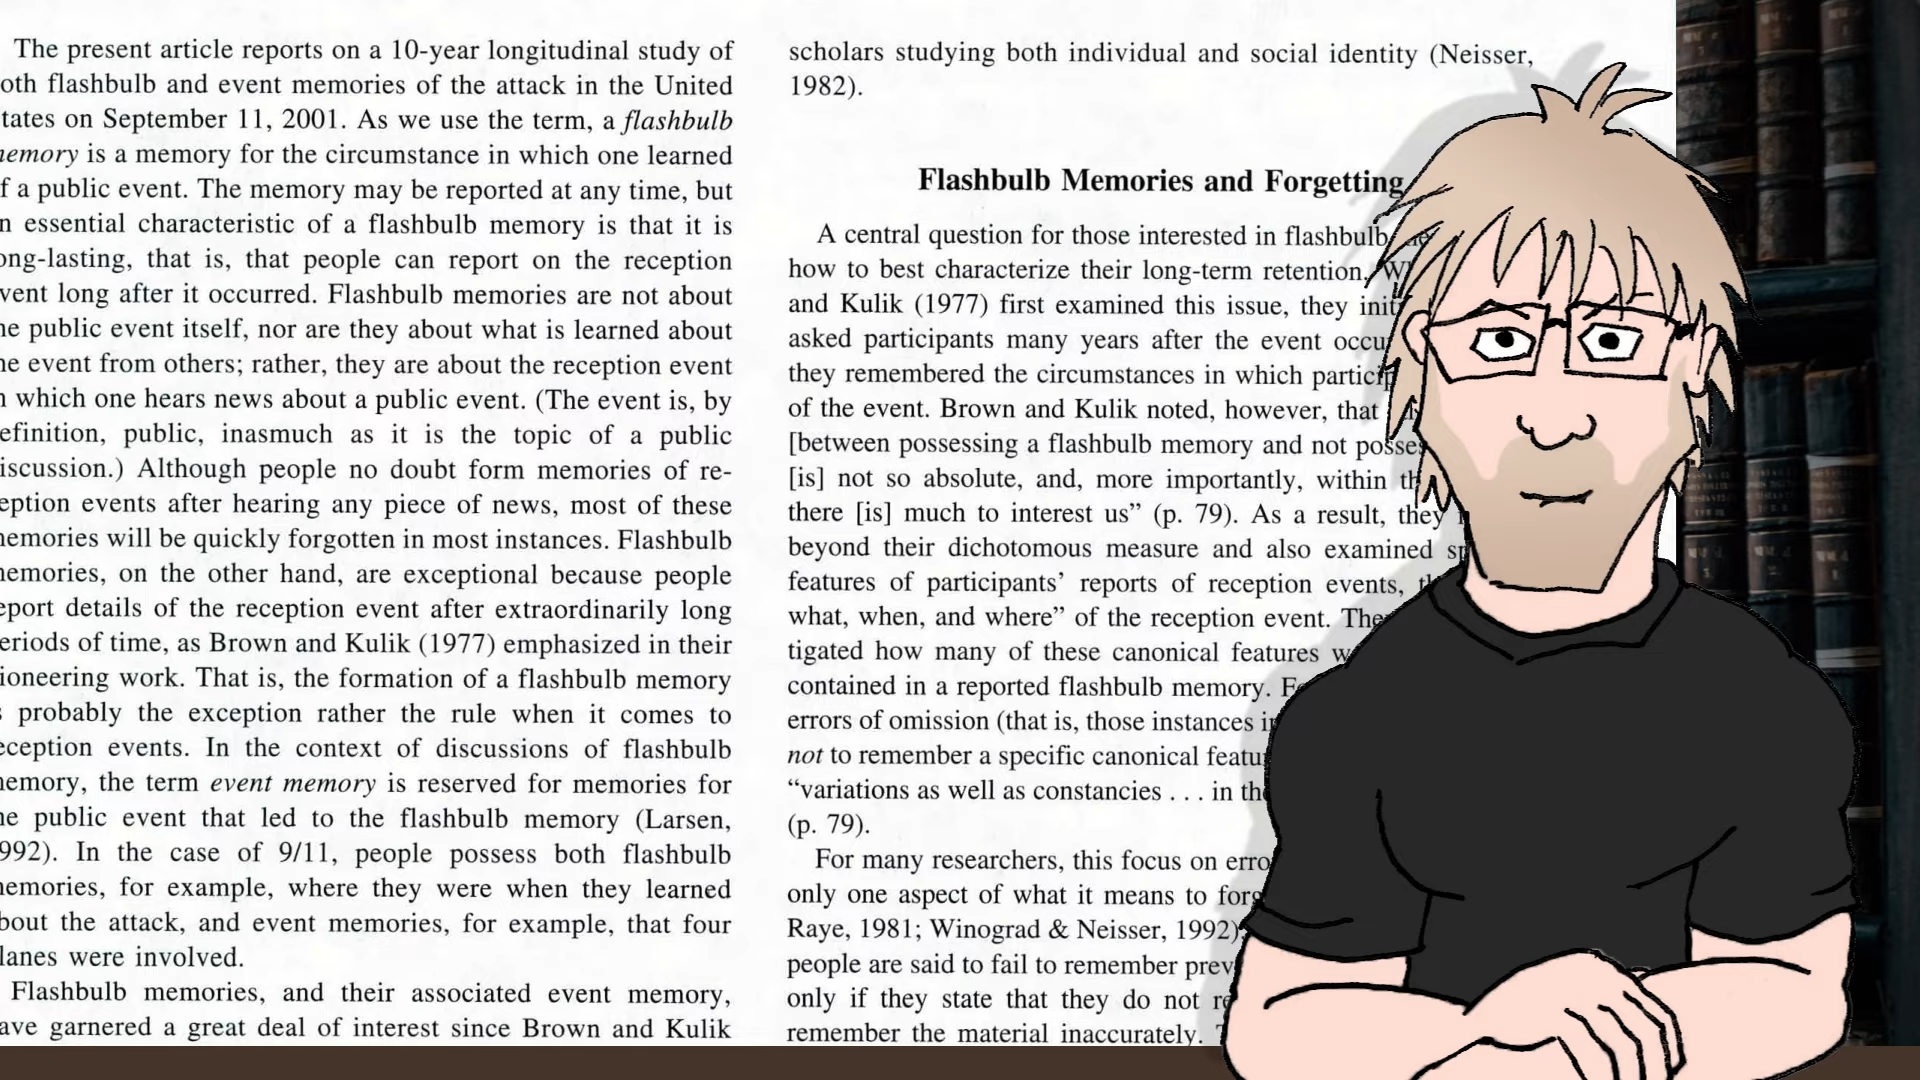 The present article reports on a 10-year longitudinal study of
oth flashbulb and event memories of the attack in the United
tates on September 11, 2001. As we use the term, a flashbulb
emory is a memory for the circumstance in which one learned
f a public event. The memory may be reported at any time, but
n essential characteristic of a flashbulb memory is that it is
ong-lasting, that is, that people can report on the reception
vent long after it occurred. Flashbulb memories are not about
he public event itself, nor are they about what is learned about
he event from others; rather, they are about the reception event
n which one hears news about a public event. (The event is, by
efinition, public, inasmuch as it is the topic of a public
iscussion.) Although people no doubt form memories of re-
eption events after hearing any piece of news, most of these
emories will be quickly forgotten in most instances. Flashbulb
emories, on the other hand, are exceptional because people
eport details of the reception event after extraordinarily long
eriods of time, as Brown and Kulik (1977) emphasized in their
ioneering work. That is, the formation of a flashbulb memory
s probably the exception rather the rule when it comes to
eception events. In the context of discussions of flashbulb
emory, the term event memory is reserved for memories for
he public event that led to the flashbulb memory (Larsen,
992). In the case of 9/11, people possess both flashbulb
emories, for example, where they were when they learned
bout the attack, and event memories, for example, that four
lanes were involved.
Flashbulb memories, and their associated event memory,
ave garnered a great deal of interest since Brown and Kulik
scholars studying both individual and social identity (Neisser,
1982).
Flashbulb Memories and Forgetting
A central question for those interested in flashbulb
how to best characterize their long-term retention.
and Kulik (1977) first examined this issue, they init
asked participants many years after the event occu
they remembered the circumstances in which particip
of the event. Brown and Kulik noted, however, that
[between possessing a flashbulb memory and not posse
[is] not so absolute, and, more importantly, within th
there [is] much to interest us” (p. 79). As a result, they
beyond their dichotomous measure and also examined sp
features of participants’ reports of reception events, t
what, when, and where” of the reception event. The
tigated how many of these canonical features w
contained in a reported flashbulb memory. F
errors of omission (that is, those instances i
not to remember a specific canonical featu
“variations as well as constancies . . . in th
(p. 79).
For many researchers, this focus on erro
only one aspect of what it means to forg
Raye, 1981; Winograd & Neisser, 1992)
people are said to fail to remember prev
only if they state that they do not re
remember the material inaccurately.